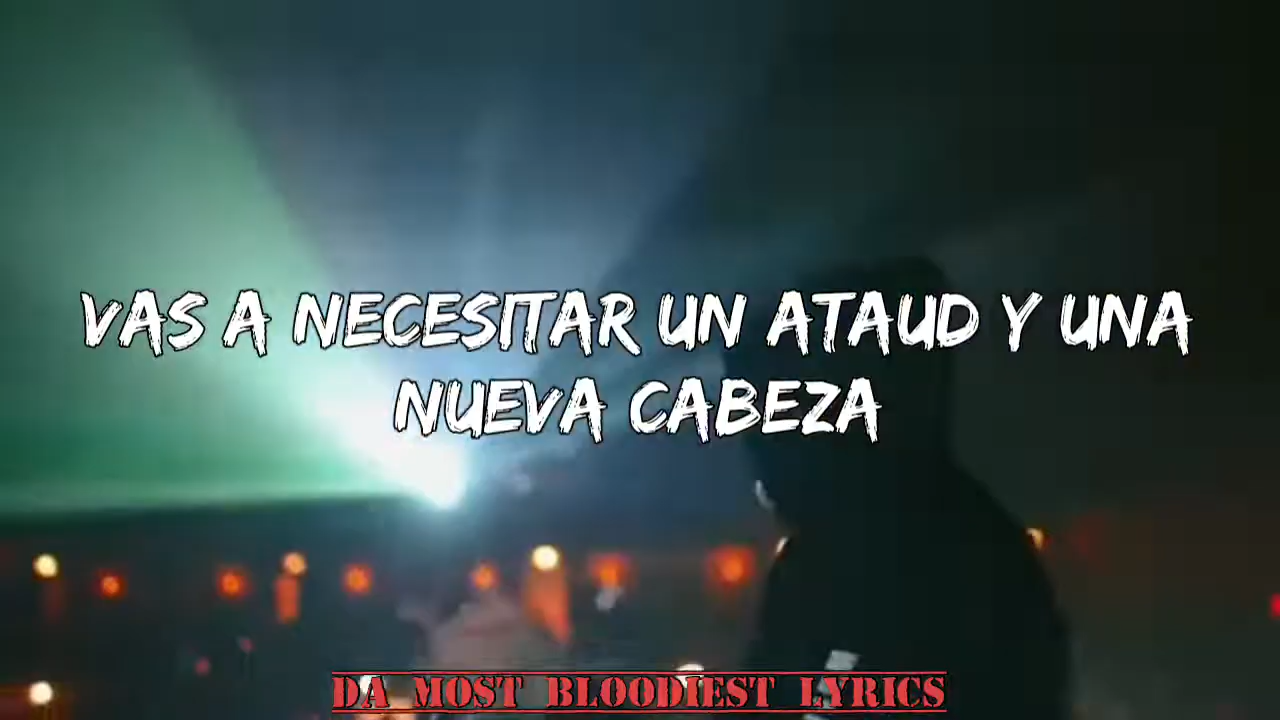 VAS A NECESITAR UN ATAUD Y UNA
NUEVA CABEZA
DA MOST BLOODIEST LYRICS